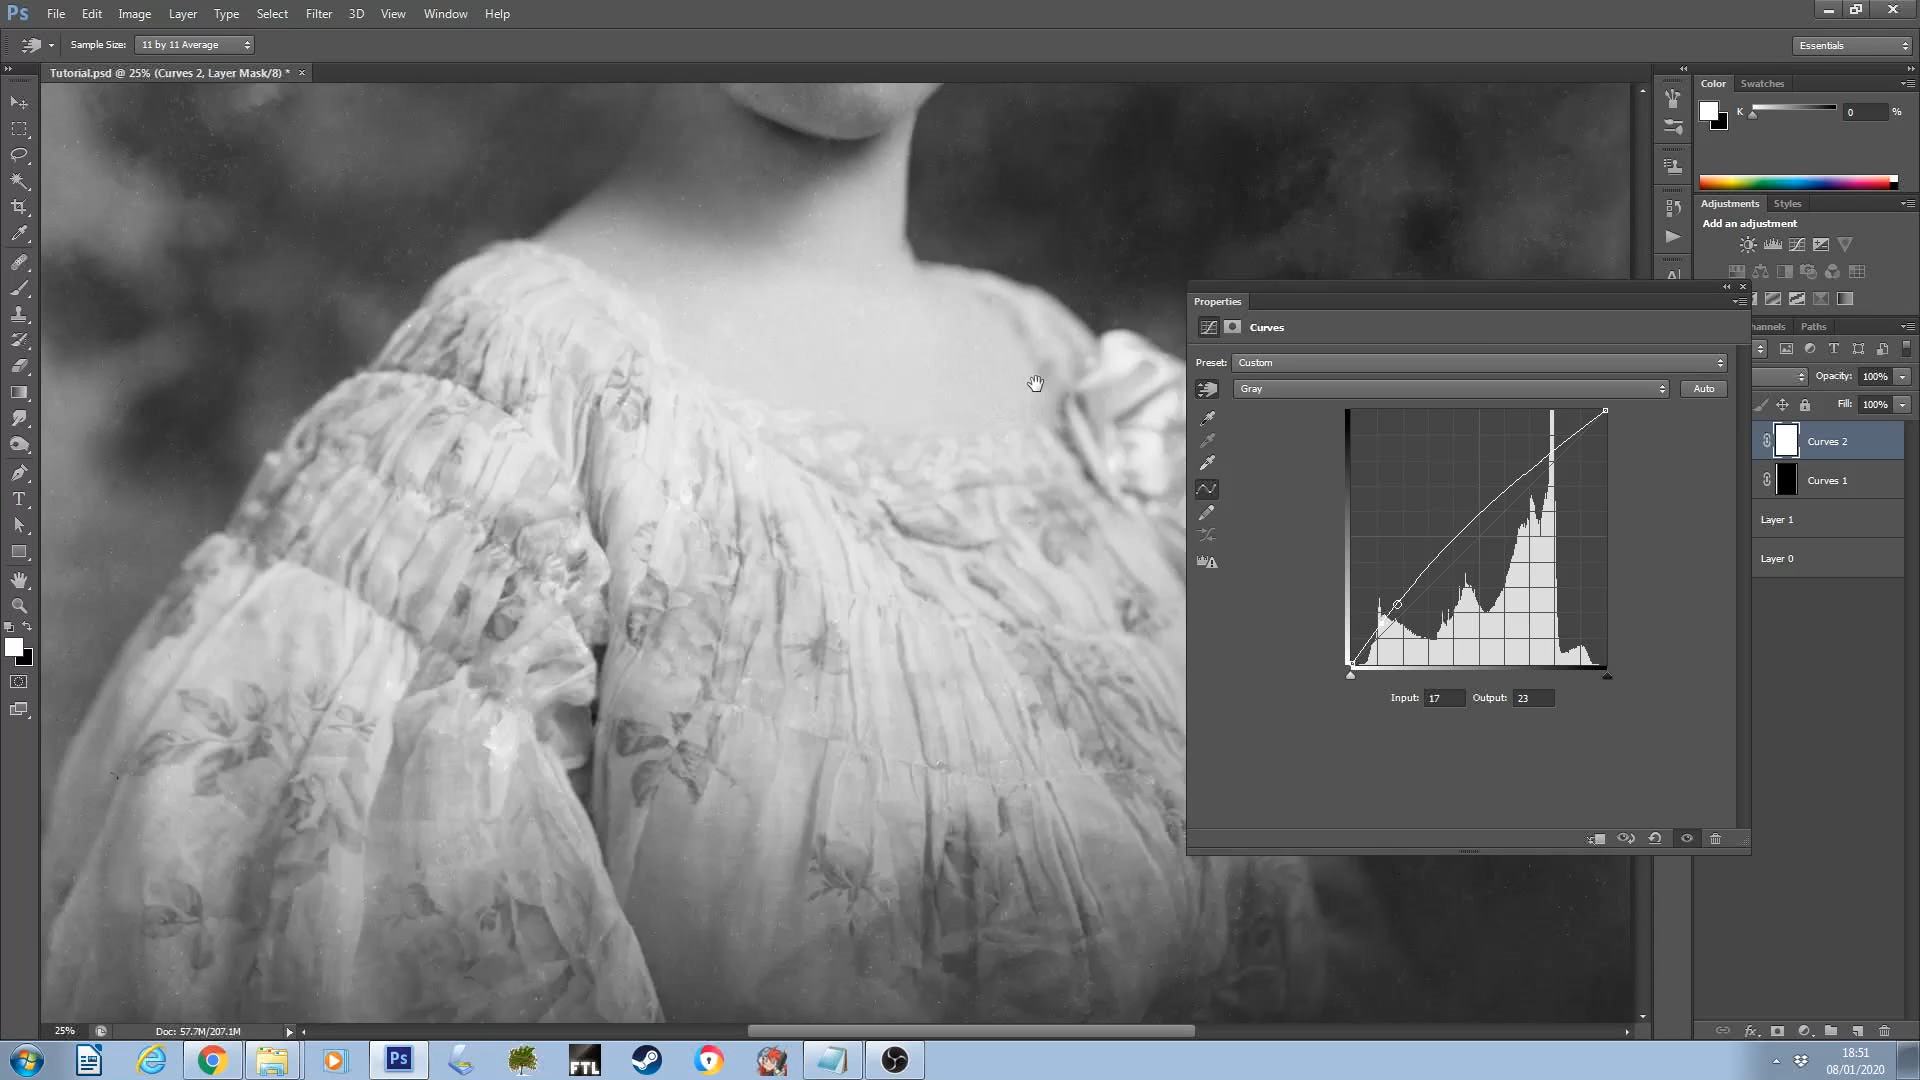 Ps File Edit Image Layer Type Select Filter 3D View Window Help
Sample Size: 11 by 11 Average
Essentials
Tutorial.psd @ 25% (Curves 2, Layer Mask/8) *
Color Swatches
K 0 %
Adjustments Styles
Add an adjustment
Properties
Curves
Preset: Custom
Gray Auto
Input: 17 Output: 23
Paths
Opacity: 100%
Fill: 100%
Curves 2
Curves 1
Layer 1
Layer 0
25% Doc: 57.7M/207.1M
fx
Ps
FTL
18:51
08/01/2020